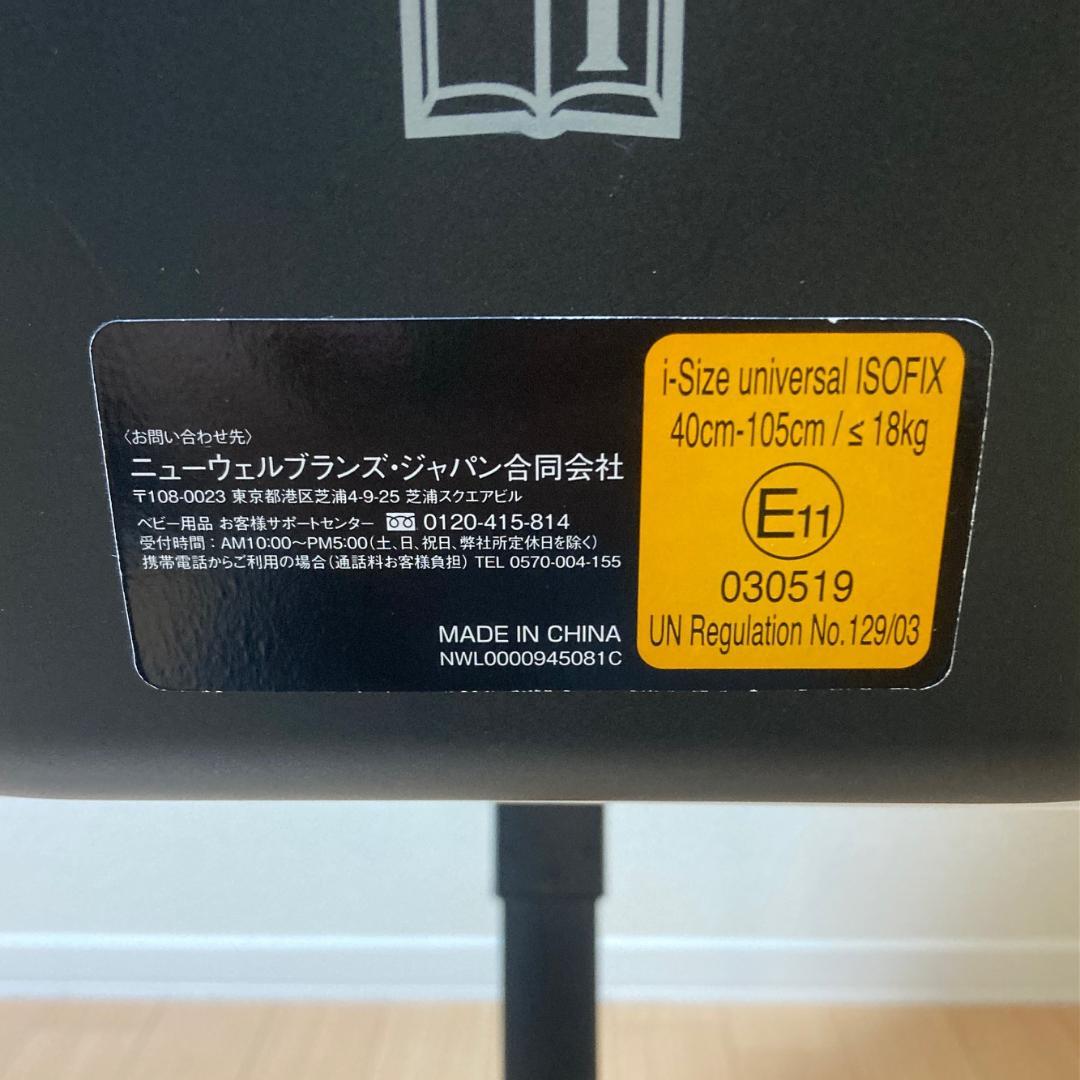 〈お問い合わせ先〉
ニューウェルブランズ・ジャパン合同会社
〒108-0023 東京都港区芝浦4-9-25 芝浦スクエアビル
ベビー用品 お客様サポートセンター 0120-415-814
受付時間：AM10:00〜PM5:00(土、日、祝日、弊社所定休日を除く)
携帯電話からご利用の場合(通話料お客様負担) TEL 0570-004-155
MADE IN CHINA
NWL0000945081C
i-Size universal ISOFIX
40cm-105cm / ≤ 18kg
E11
030519
UN Regulation No.129/03